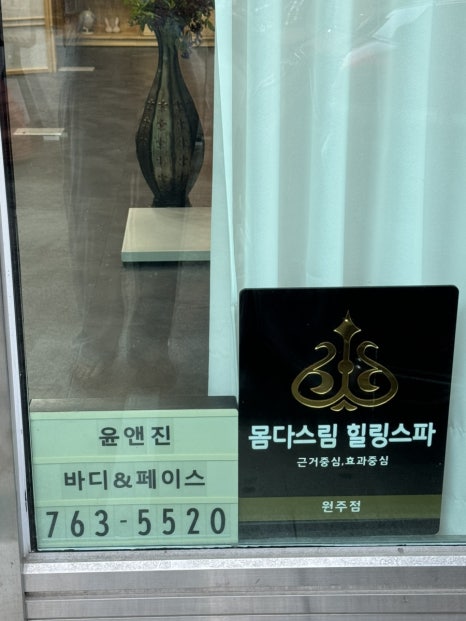 윤앤진
바디&페이스
763-5520
몸다스림 힐링스파
근거중심,효과중심
원주점